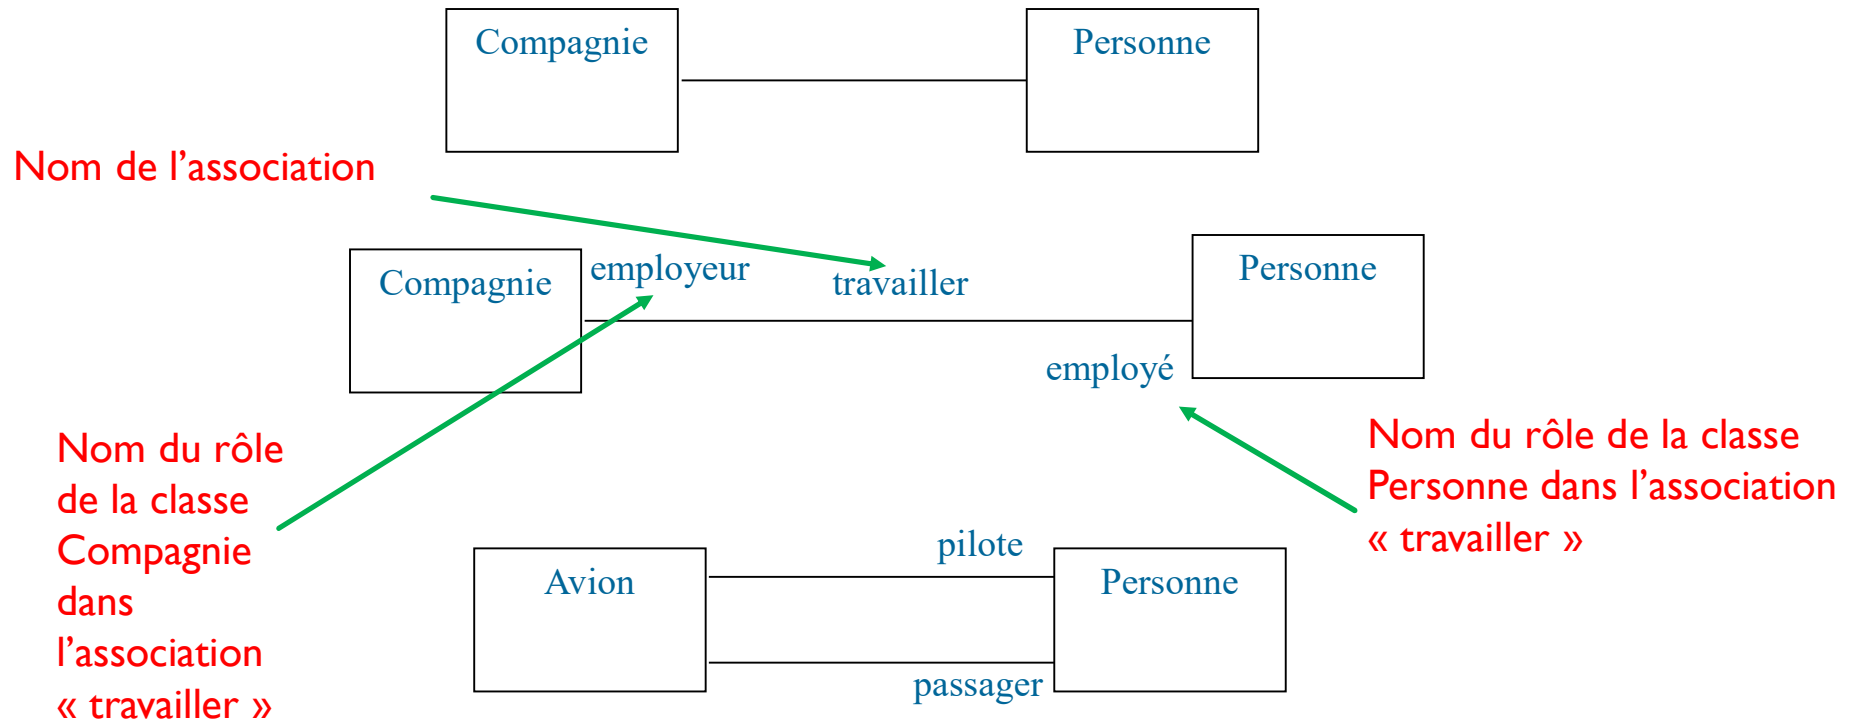 Compagnie
Personne
Nom de l’association
Compagnie
employeur
travailler
Personne
employé
Nom du rôle
de la classe
Compagnie
dans
l’association
« travailler »
Nom du rôle de la classe
Personne dans l’association
« travailler »
Avion
pilote
Personne
passager